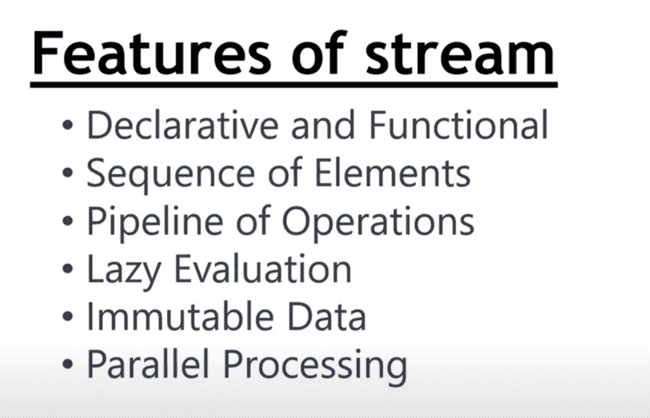 Features of stream
• Declarative and Functional
• Sequence of Elements
• Pipeline of Operations
• Lazy Evaluation
• Immutable Data
• Parallel Processing